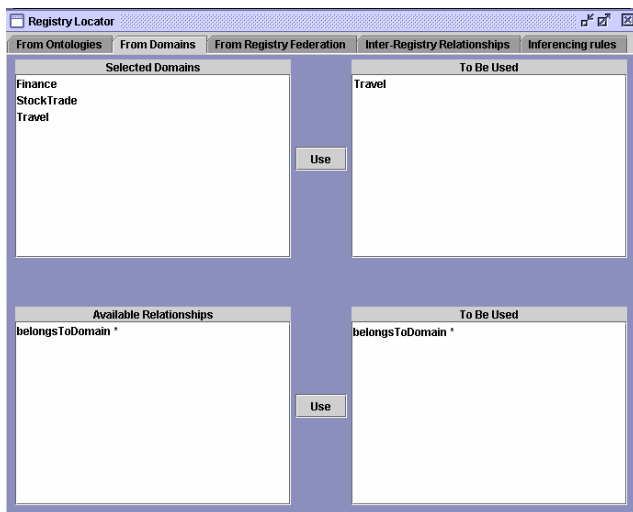 Registry Locator
From Ontologies From Domains From Registry Federation Inter-Registry Relationships Inferencing rules
Selected Domains
Finance
StockTrade
Travel
Use
To Be Used
Travel
Available Relationships
belongsToDomain *
Use
To Be Used
belongsToDomain *